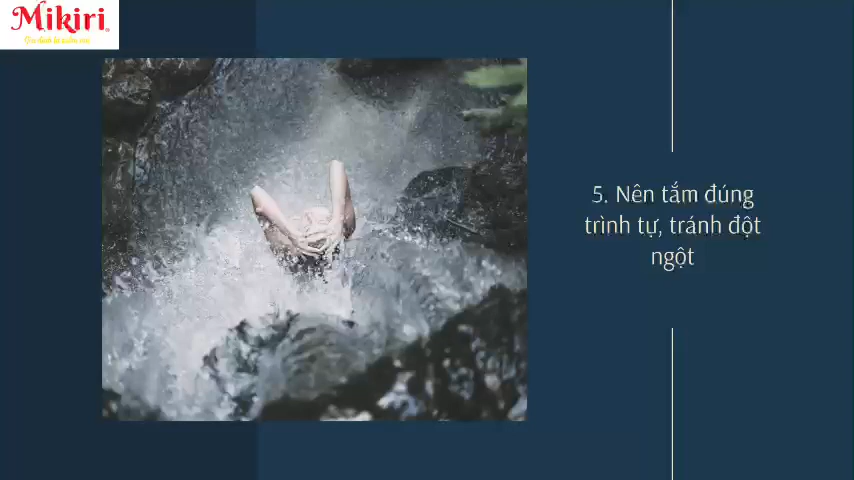 Mikiri
5. Nên tắm đúng
trình tự, tránh đột
ngột